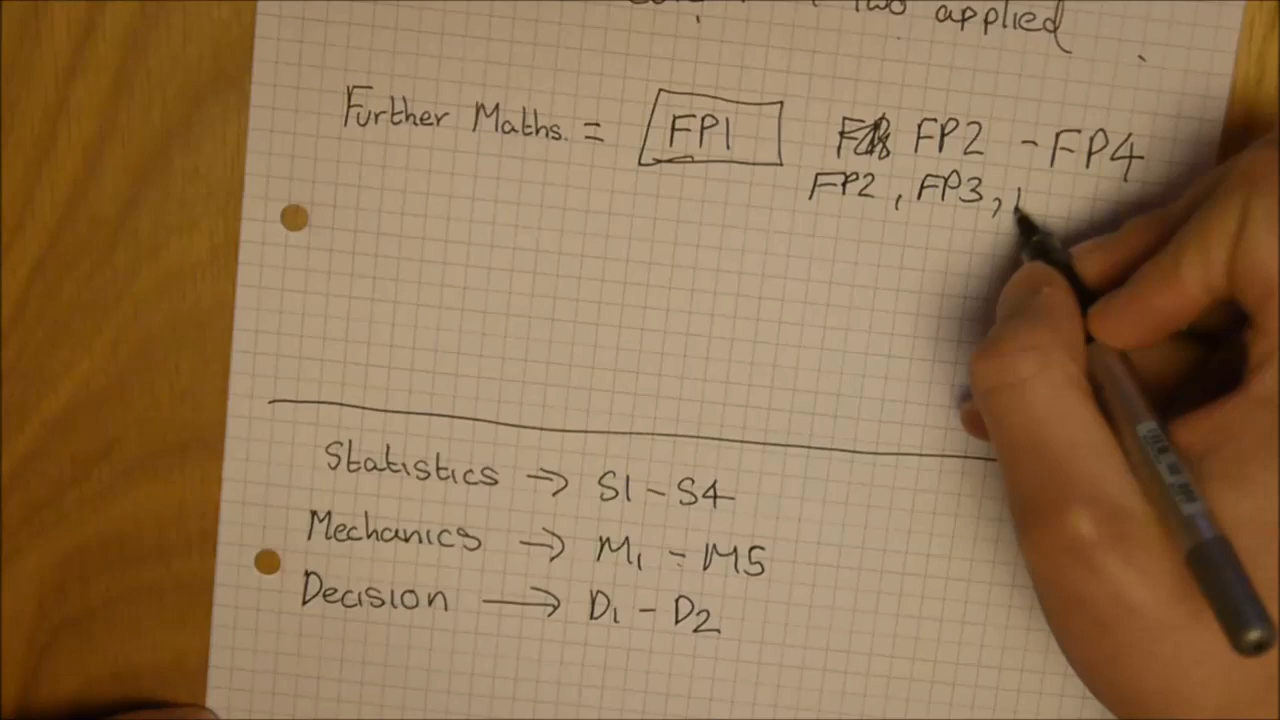 two applied
Further Maths. = FP1 FP2 - FP4
FP2, FP3,
Statistics → S1 - S4
Mechanics → M1 - M5
Decision → D1 - D2